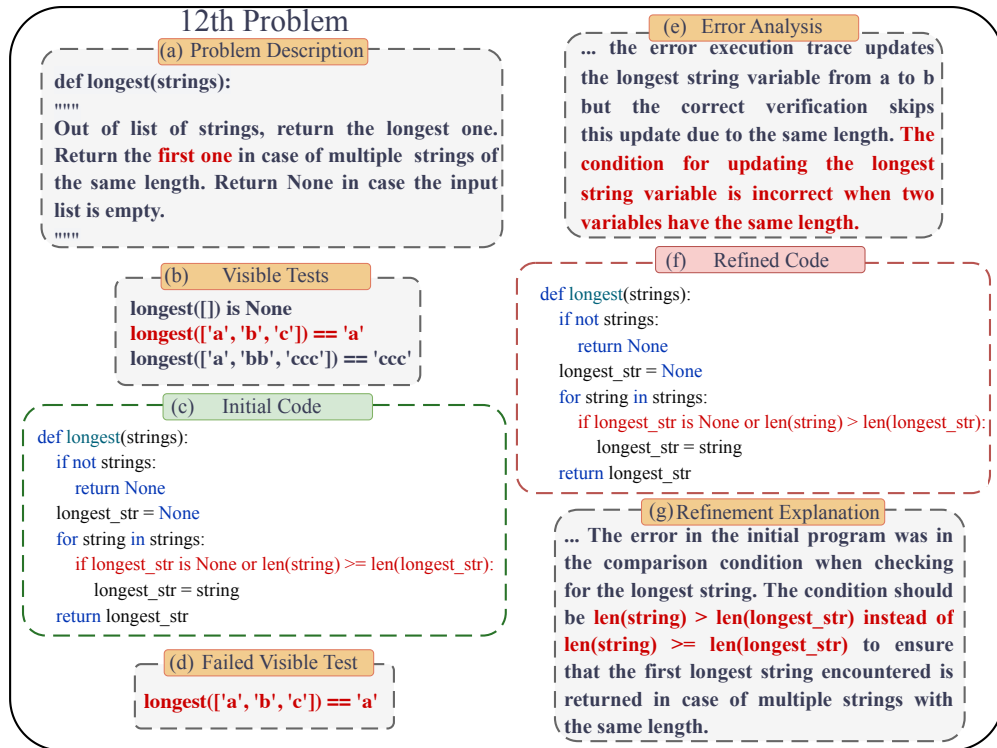 12th Problem
(a) Problem Description
def longest(strings):
"""
Out of list of strings, return the longest one.
Return the first one in case of multiple strings of
the same length. Return None in case the input
list is empty.
"""
(b) Visible Tests
longest([]) is None
longest(['a', 'b', 'c']) == 'a'
longest(['a', 'bb', 'ccc']) == 'ccc'
(c) Initial Code
def longest(strings):
if not strings:
return None
longest_str = None
for string in strings:
if longest_str is None or len(string) >= len(longest_str):
longest_str = string
return longest_str
(d) Failed Visible Test
longest(['a', 'b', 'c']) == 'a'
(e) Error Analysis
... the error execution trace updates
the longest string variable from a to b
but the correct verification skips
this update due to the same length. The
condition for updating the longest
string variable is incorrect when two
variables have the same length.
(f) Refined Code
def longest(strings):
if not strings:
return None
longest_str = None
for string in strings:
if longest_str is None or len(string) > len(longest_str):
longest_str = string
return longest_str
(g) Refinement Explanation
... The error in the initial program was in
the comparison condition when checking
for the longest string. The condition should
be len(string) > len(longest_str) instead of
len(string) >= len(longest_str) to ensure
that the first longest string encountered is
returned in case of multiple strings with
the same length.